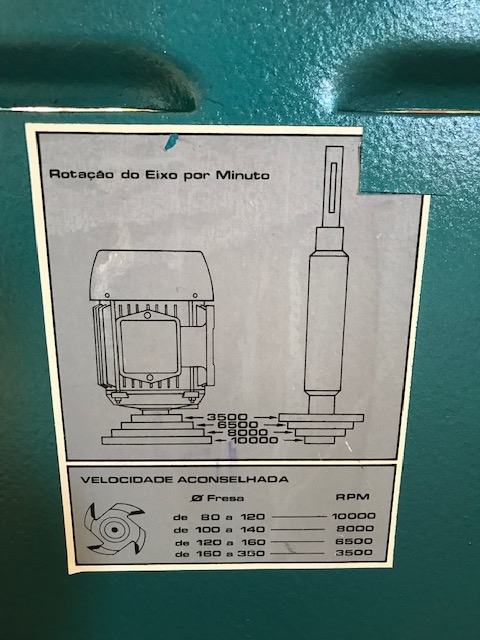 Rotação do Eixo por Minuto
3500
6500
8000
10000
VELOCIDADE ACONSELHADA
Ø Fresa RPM
de 80 a 120 10000
de 100 a 140 8000
de 120 a 160 6500
de 160 a 350 3500